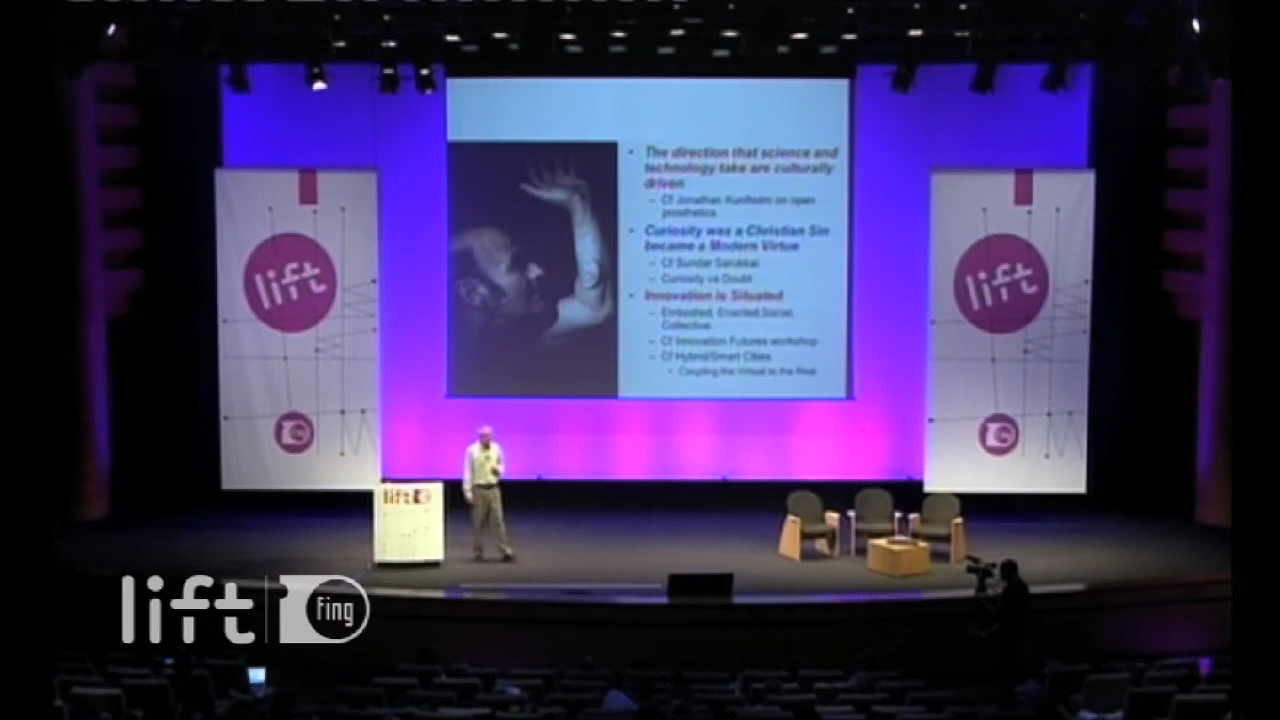 • The direction that science and
technology take are culturally
driven
– Cf Jonathan Kuniholm on open
prosthetics
• Curiosity was a Christian Sin
became a Modern Virtue
– Cf Sundar Sarukkai
– Curiosity vs Doubt
• Innovation is Situated
– Embodied, Enacted, Social,
Collective
– Cf Innovation Futures workshop
– Cf Hybrid/Smart Cities
• Coupling the Virtual to the Real
lift
lift
lift
lift
Fing